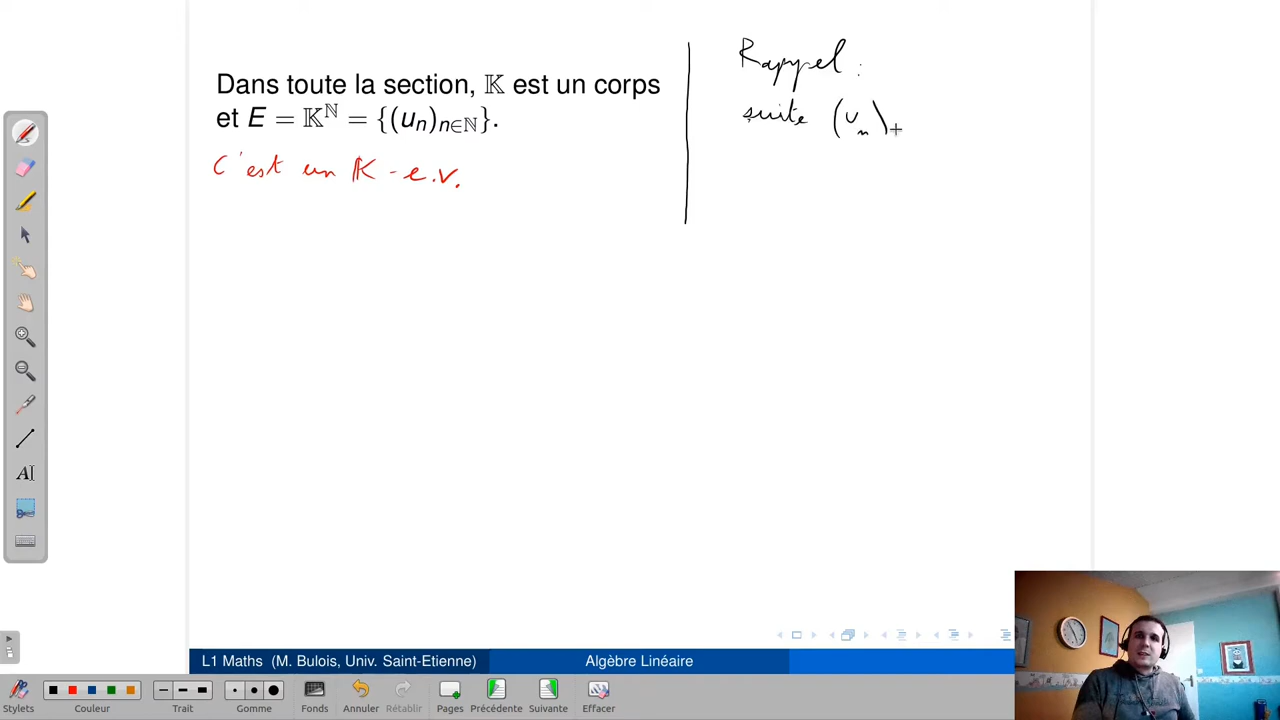 Dans toute la section, 𝕂 est un corps
et E = 𝕂^ℕ = {(u_n)_{n∈ℕ}}.
C'est un 𝕂-e.v.
Rappel :
suite (u_n)
AI
L1 Maths (M. Bulois, Univ. Saint-Etienne)
Algèbre Linéaire
Stylets
Couleur
Trait
Gomme
Fonds
Annuler
Rétablir
Pages
Précédente
Suivante
Effacer